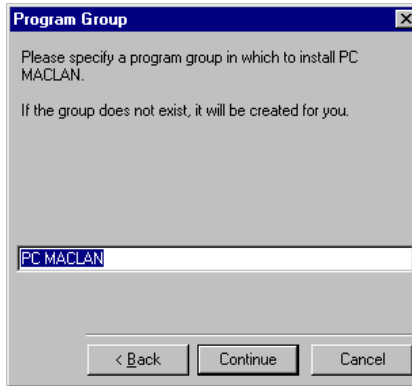 Program Group
Please specify a program group in which to install PC
MACLAN.
If the group does not exist, it will be created for you.
PC MACLAN
< Back
Continue
Cancel